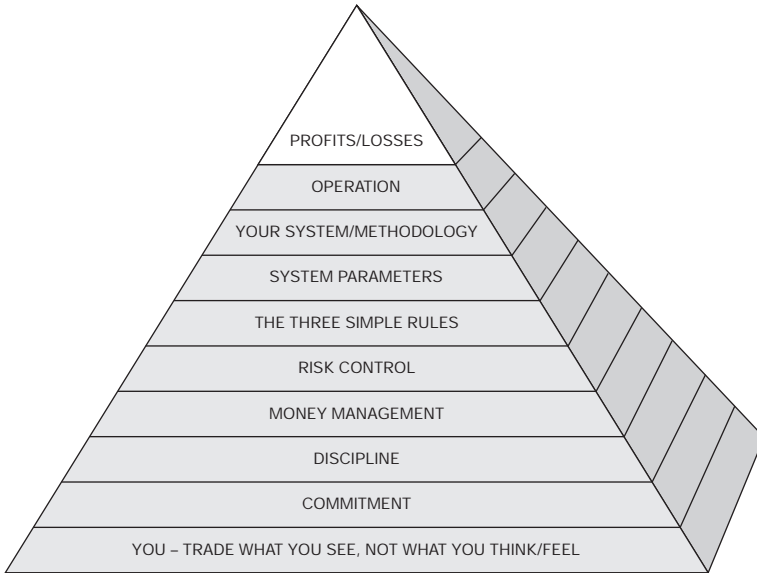 PROFITS/LOSSES
OPERATION
YOUR SYSTEM/METHODOLOGY
SYSTEM PARAMETERS
THE THREE SIMPLE RULES
RISK CONTROL
MONEY MANAGEMENT
DISCIPLINE
COMMITMENT
YOU – TRADE WHAT YOU SEE, NOT WHAT YOU THINK/FEEL